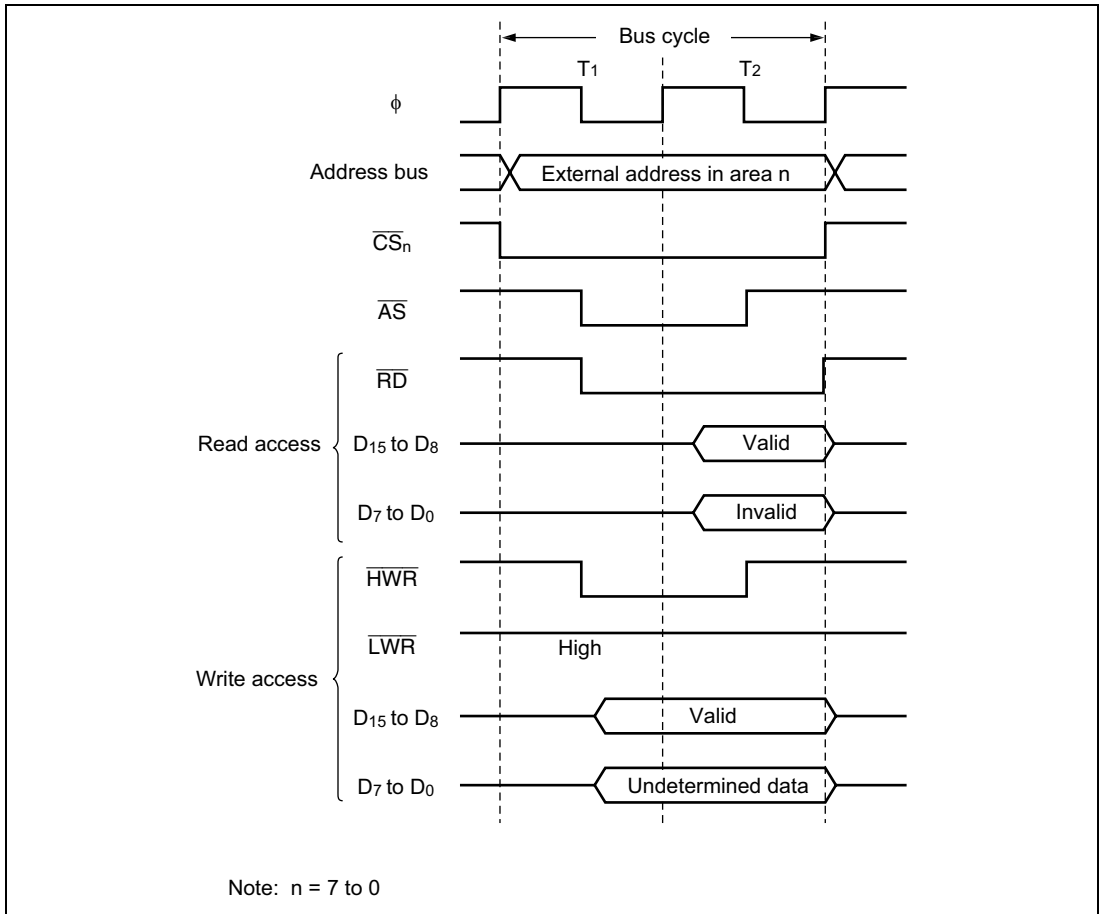 Bus cycle
T1 T2
ϕ
Address bus External address in area n
CSn
AS
Read access
RD
D15 to D8 Valid
D7 to D0 Invalid
Write access
HWR
LWR High
D15 to D8 Valid
D7 to D0 Undetermined data
Note: n = 7 to 0